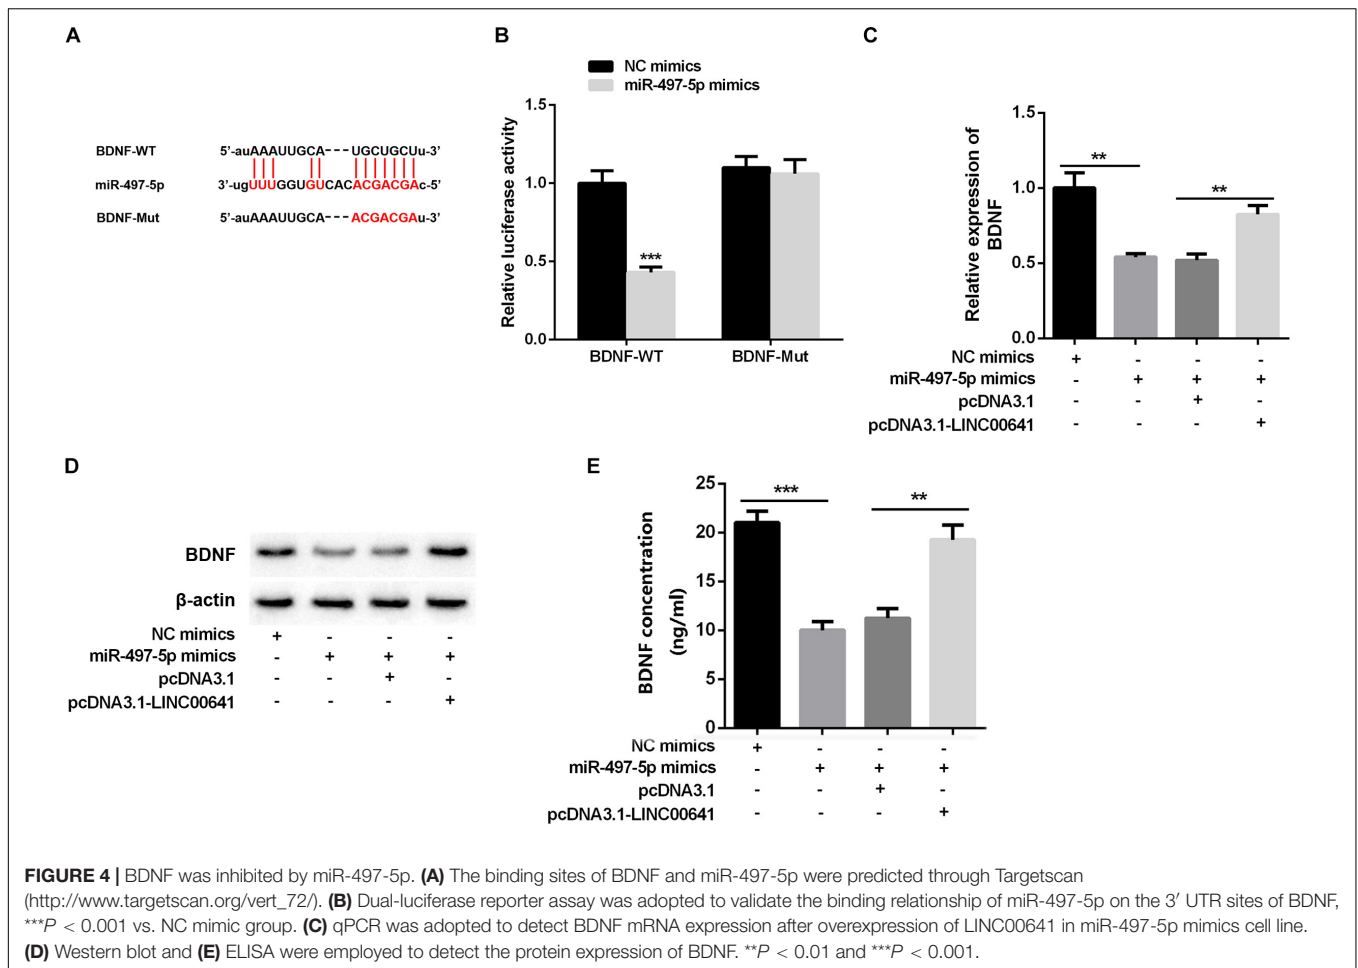 A
BDNF-WT 5’-auAAAUUGCA---UGCUGCUu-3’
miR-497-5p 3’-ugUUUGGUGUCACACGACGAc-5’
BDNF-Mut 5’-auAAAUUGCA---ACGACGAu-3’
B
NC mimics
miR-497-5p mimics
Relative luciferase activity
1.5
1.0
0.5
0.0
***
BDNF-WT BDNF-Mut
C
Relative expression of
BDNF
1.5
1.0
0.5
0.0
**
**
NC mimics + - - -
miR-497-5p mimics - + + +
pcDNA3.1 - - + -
pcDNA3.1-LINC00641 - - - +
D
BDNF
β-actin
NC mimics + - - -
miR-497-5p mimics - + + +
pcDNA3.1 - - + -
pcDNA3.1-LINC00641 - - - +
E
BDNF concentration
(ng/ml)
25
20
15
10
5
0
***
**
NC mimics + - - -
miR-497-5p mimics - + + +
pcDNA3.1 - - + -
pcDNA3.1-LINC00641 - - - +
FIGURE 4 | BDNF was inhibited by miR-497-5p. (A) The binding sites of BDNF and miR-497-5p were predicted through Targetscan
(http://www.targetscan.org/vert_72/). (B) Dual-luciferase reporter assay was adopted to validate the binding relationship of miR-497-5p on the 3′ UTR sites of BDNF,
***P < 0.001 vs. NC mimic group. (C) qPCR was adopted to detect BDNF mRNA expression after overexpression of LINC00641 in miR-497-5p mimics cell line.
(D) Western blot and (E) ELISA were employed to detect the protein expression of BDNF. **P < 0.01 and ***P < 0.001.